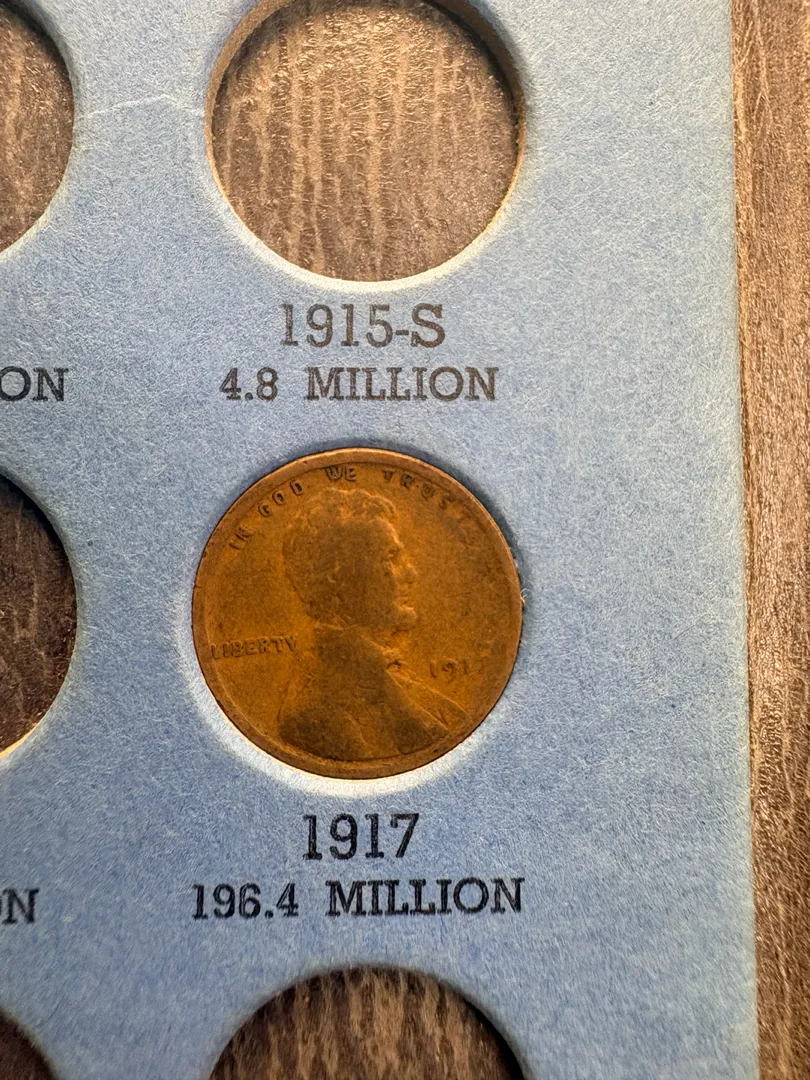 1915-S
4.8 MILLION
ON
IN GOD WE TRUST
LIBERTY
1917
1917
196.4 MILLION
ON